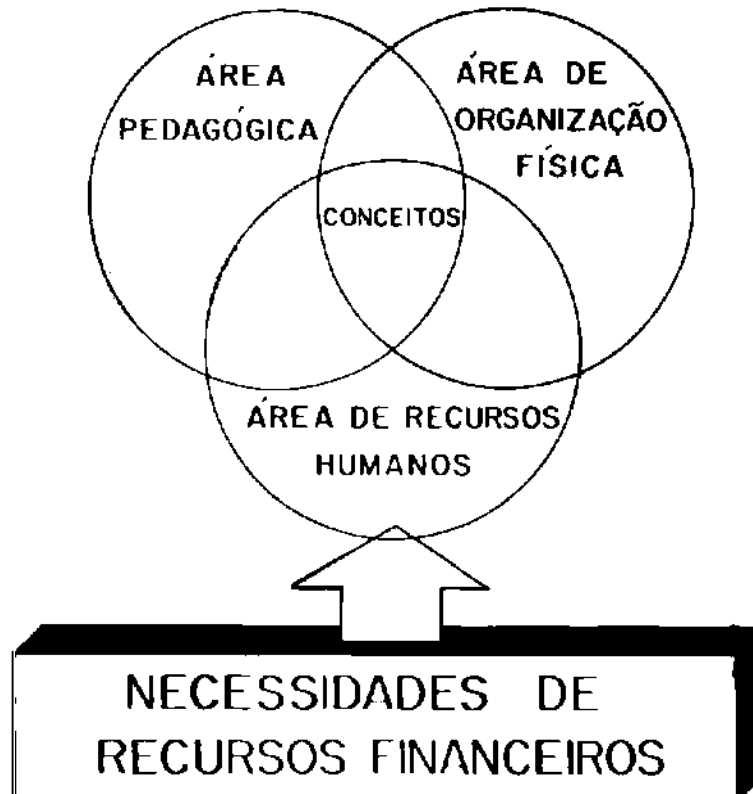 ÁREA
PEDAGÓGICA
ÁREA DE
ORGANIZAÇÃO
FÍSICA
CONCEITOS
ÁREA DE RECURSOS
HUMANOS
NECESSIDADES DE
RECURSOS FINANCEIROS